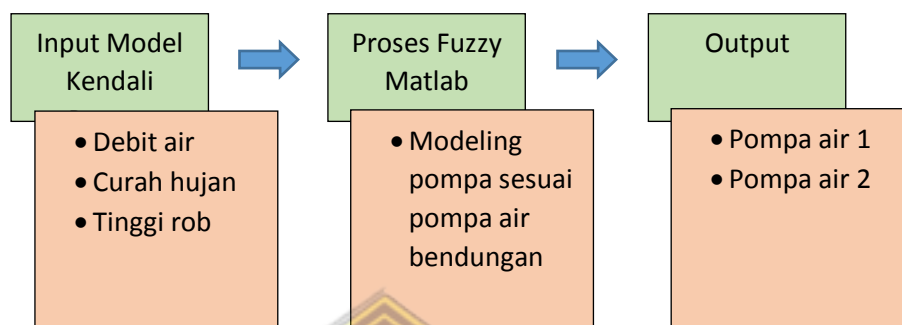 Input Model
Kendali
• Debit air
• Curah hujan
• Tinggi rob
Proses Fuzzy
Matlab
• Modeling
pompa sesuai
pompa air
bendungan
Output
• Pompa air 1
• Pompa air 2